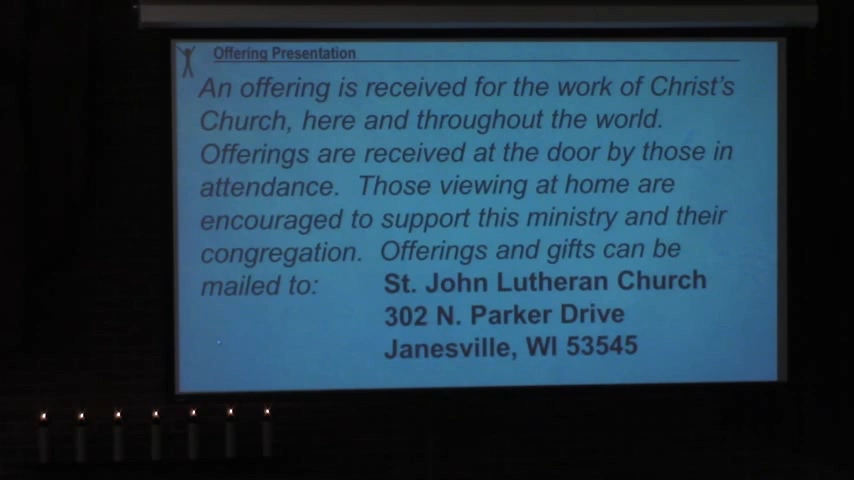 Offering Presentation
An offering is received for the work of Christ's
Church, here and throughout the world.
Offerings are received at the door by those in
attendance.  Those viewing at home are
encouraged to support this ministry and their
congregation.  Offerings and gifts can be
mailed to: St. John Lutheran Church
302 N. Parker Drive
Janesville, WI 53545